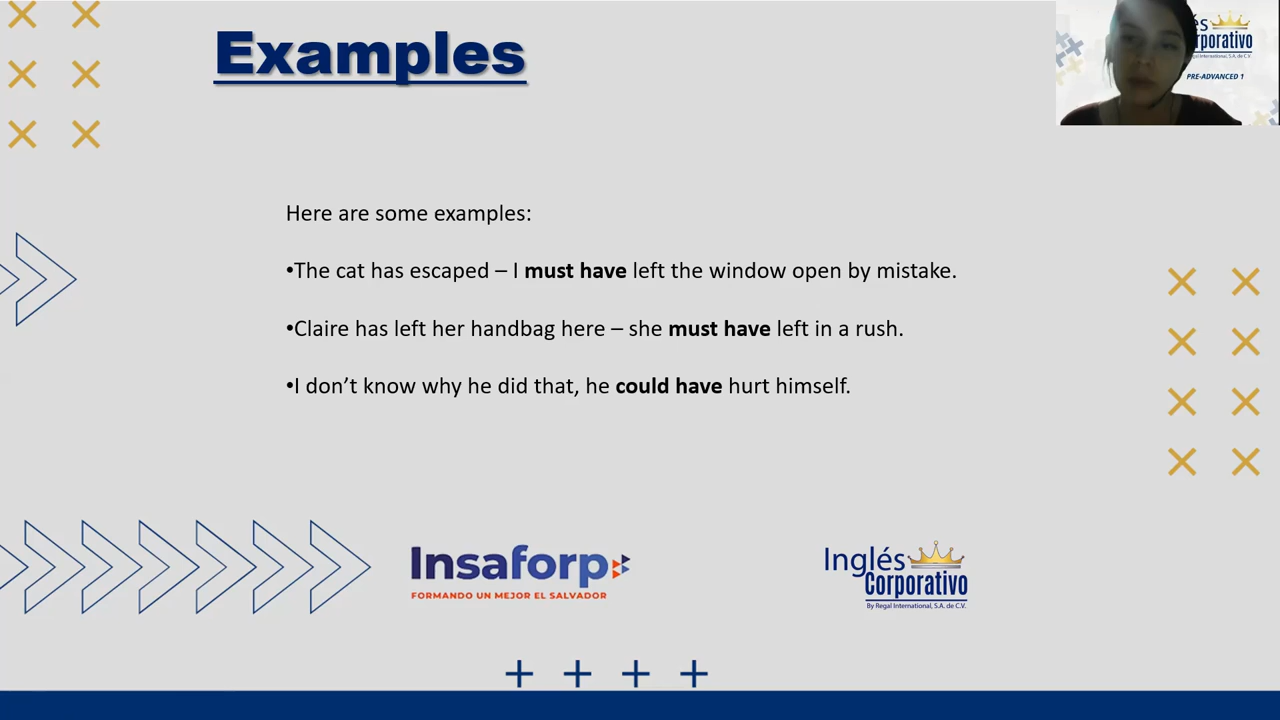 Examples
és
rporativo
PRE-ADVANCED 1
Here are some examples:
•The cat has escaped – I must have left the window open by mistake.
•Claire has left her handbag here – she must have left in a rush.
•I don’t know why he did that, he could have hurt himself.
Insaforp
FORMANDO UN MEJOR EL SALVADOR
Inglés
Corporativo
By Regal International, S.A. de C.V.